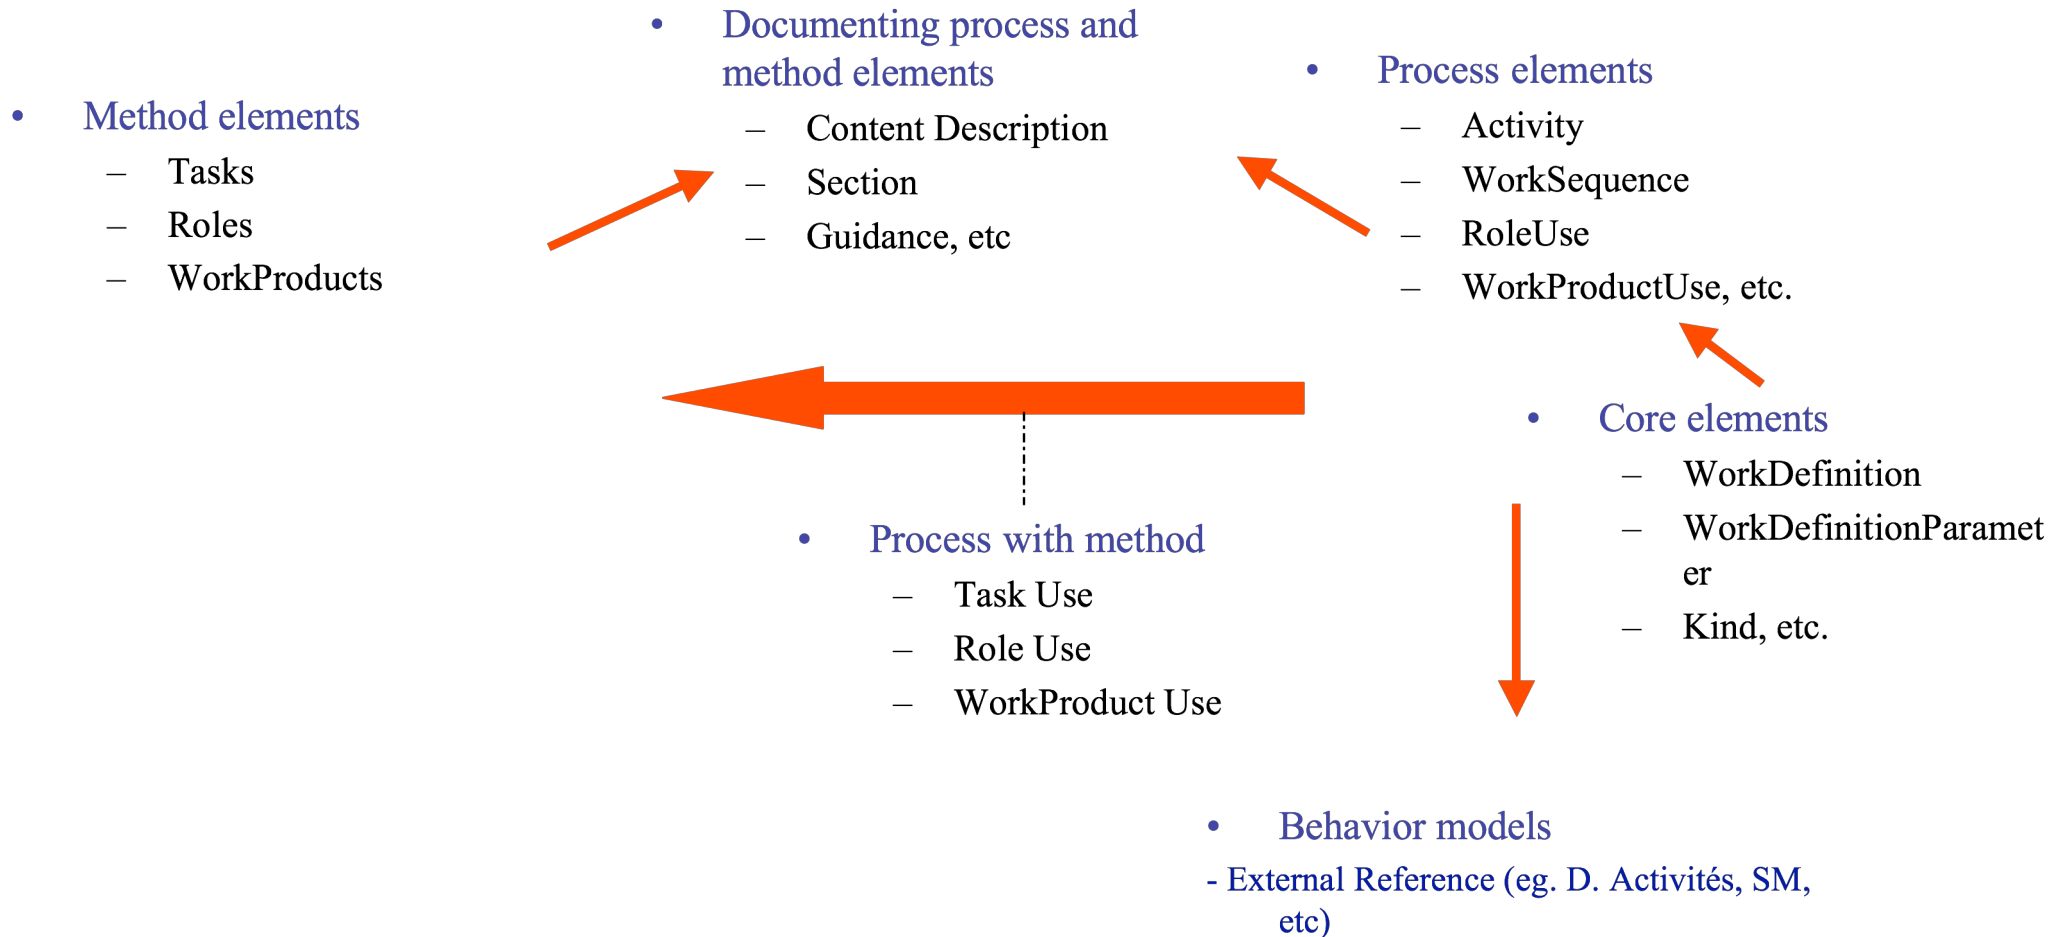 • Method elements
– Tasks
– Roles
– WorkProducts
• Documenting process and
method elements
– Content Description
– Section
– Guidance, etc
• Process elements
– Activity
– WorkSequence
– RoleUse
– WorkProductUse, etc.
• Core elements
– WorkDefinition
– WorkDefinitionParamet
er
– Kind, etc.
• Process with method
– Task Use
– Role Use
– WorkProduct Use
• Behavior models
- External Reference (eg. D. Activités, SM,
etc)